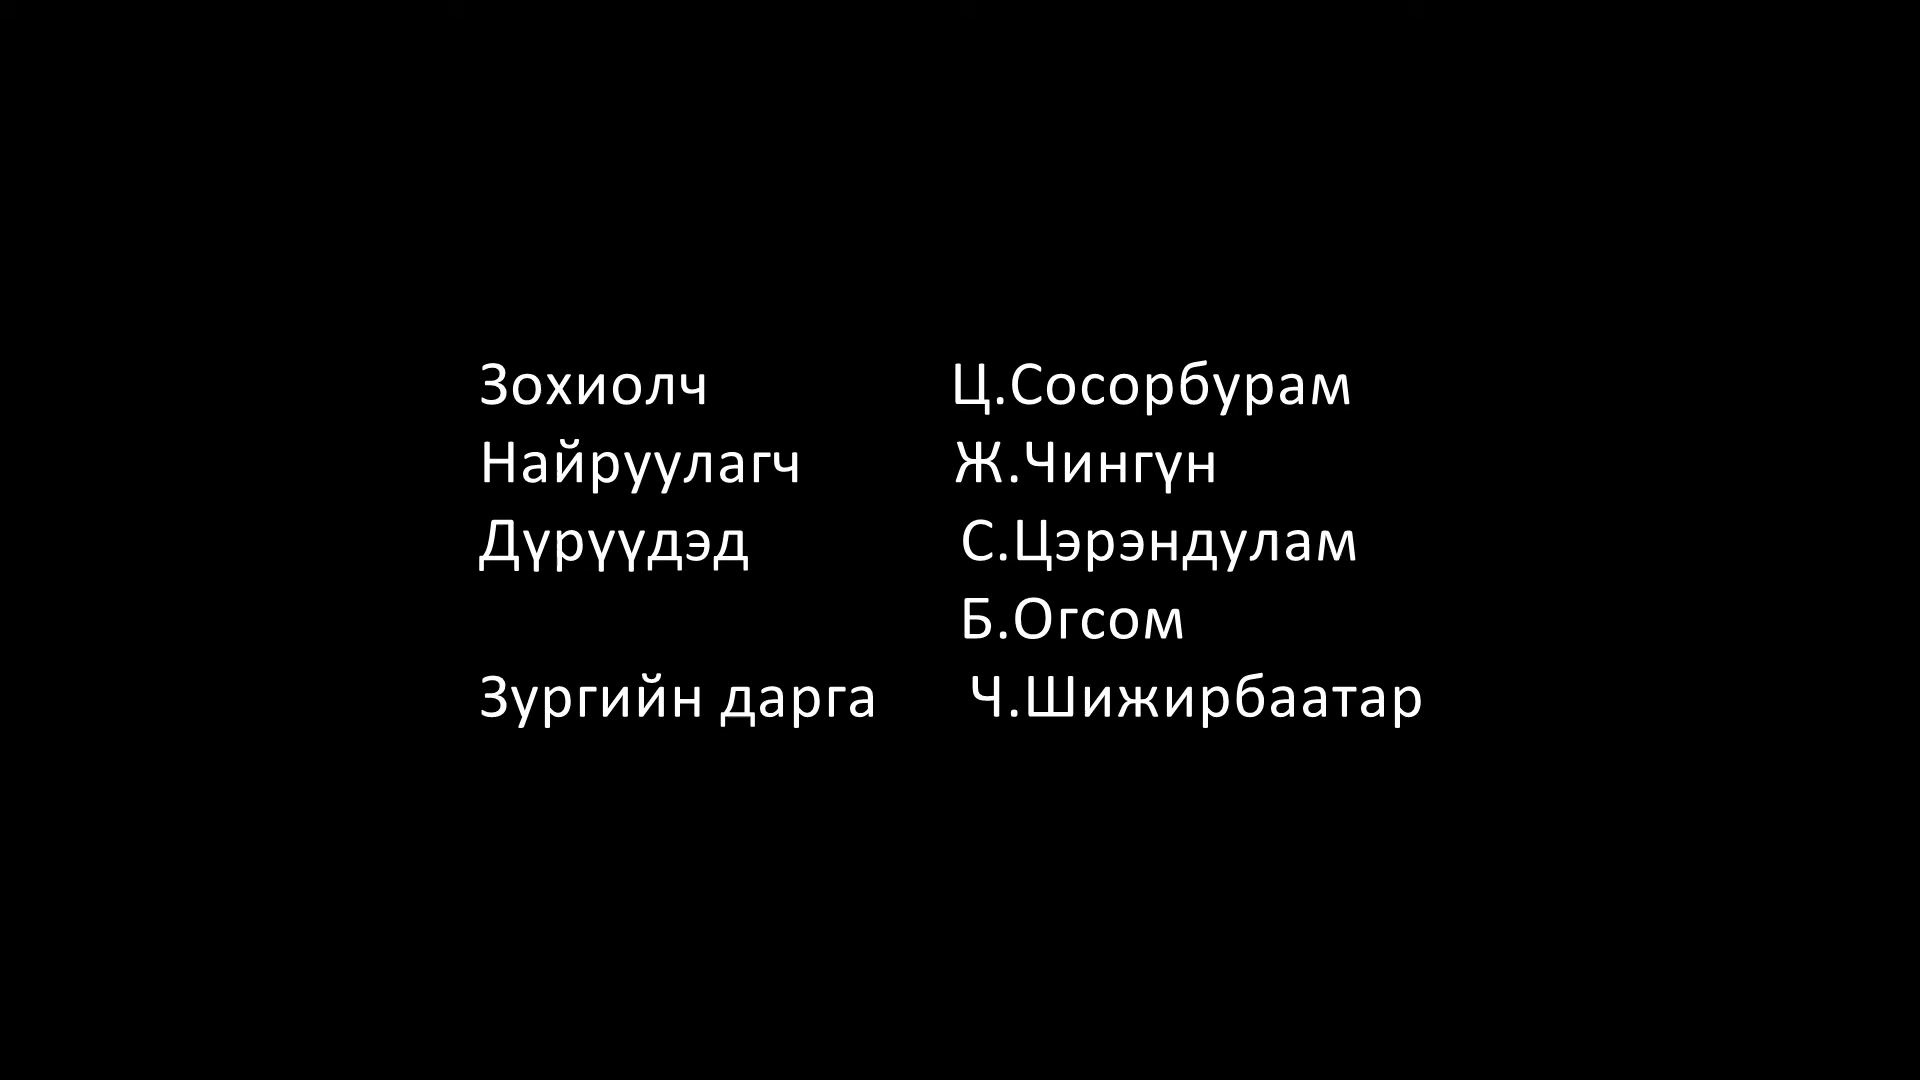 Зохиолч Ц.Сосорбурам
Найруулагч Ж.Чингүн
Дүрүүдэд С.Цэрэндулам
Б.Огсом
Зургийн дарга Ч.Шижирбаатар